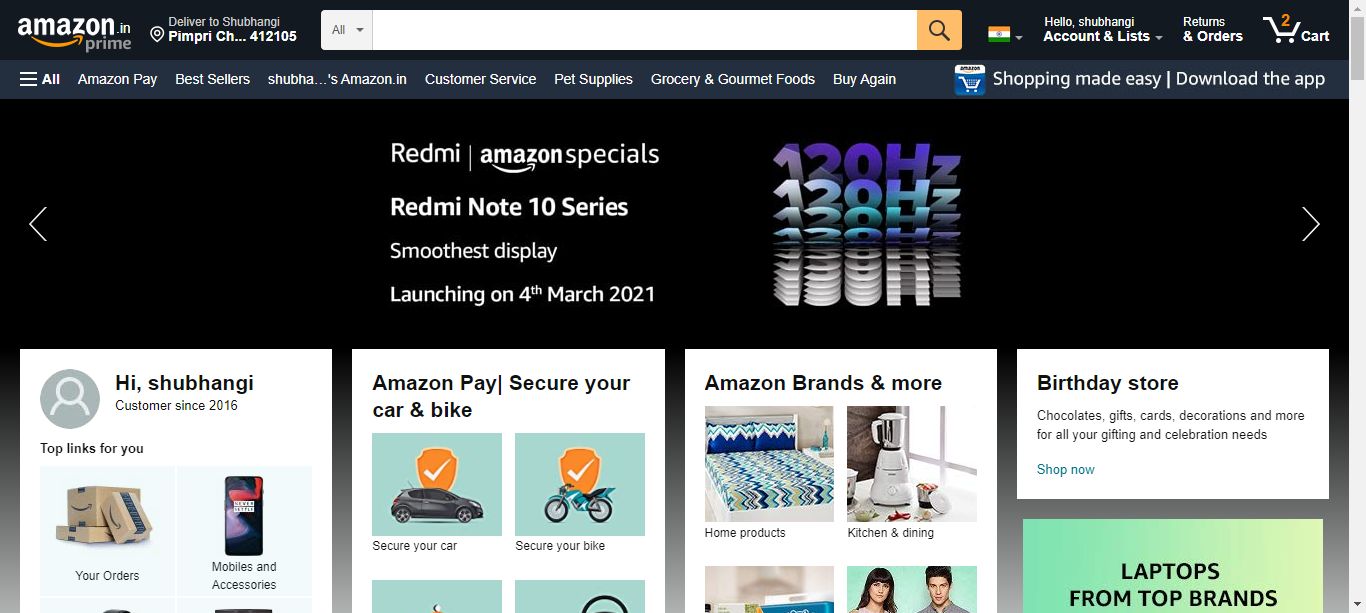 amazon.in
prime
Deliver to Shubhangi
Pimpri Ch... 412105
All
Hello, shubhangi
Account & Lists
Returns
& Orders
2
Cart
All
Amazon Pay
Best Sellers
shubha...'s Amazon.in
Customer Service
Pet Supplies
Grocery & Gourmet Foods
Buy Again
amazon
Shopping made easy | Download the app
Redmi | amazon specials
Redmi Note 10 Series
Smoothest display
Launching on 4th March 2021
120Hz
120Hz
120Hz
Hi, shubhangi
Customer since 2016
Top links for you
Your Orders
NEVER
SETTLE
Mobiles and
Accessories
Amazon Pay| Secure your
car & bike
Secure your car
Secure your bike
Amazon Brands & more
Home products
Kitchen & dining
Birthday store
Chocolates, gifts, cards, decorations and more
for all your gifting and celebration needs
Shop now
LAPTOPS
FROM TOP BRANDS